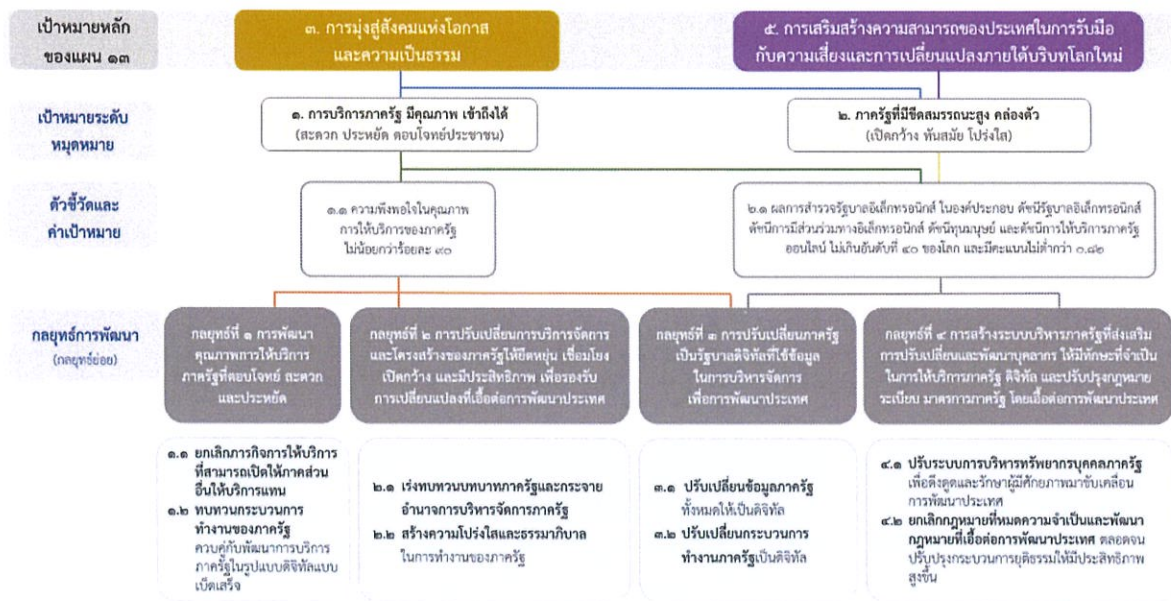 เป้าหมายหลัก
ของแผน ๑๓
๓. การมุ่งสู่สังคมแห่งโอกาส
และความเป็นธรรม
๕. การเสริมสร้างความสามารถของประเทศในการรับมือ
กับความเสี่ยงและการเปลี่ยนแปลงภายใต้บริบทโลกใหม่
เป้าหมายระดับ
หมุดหมาย
๑. การบริการภาครัฐ มีคุณภาพ เข้าถึงได้
(สะดวก ประหยัด ตอบโจทย์ประชาชน)
๒. ภาครัฐที่มีขีดสมรรถนะสูง คล่องตัว
(เปิดกว้าง ทันสมัย โปร่งใส)
ตัวชี้วัดและ
ค่าเป้าหมาย
๑.๑ ความพึงพอใจในคุณภาพ
การให้บริการของภาครัฐ
ไม่น้อยกว่าร้อยละ ๙๐
๒.๑ ผลการสำรวจรัฐบาลอิเล็กทรอนิกส์ ในองค์ประกอบ ดัชนีรัฐบาลอิเล็กทรอนิกส์
ดัชนีการมีส่วนร่วมทางอิเล็กทรอนิกส์ ดัชนีทุนมนุษย์ และดัชนีการให้บริการภาครัฐ
ออนไลน์ ไม่เกินอันดับที่ ๔๐ ของโลก และมีคะแนนไม่ต่ำกว่า ๐.๘๒
กลยุทธ์การพัฒนา
(กลยุทธ์ย่อย)
กลยุทธ์ที่ ๑ การพัฒนา
คุณภาพการให้บริการ
ภาครัฐที่ตอบโจทย์ สะดวก
และประหยัด
กลยุทธ์ที่ ๒ การปรับเปลี่ยนการบริหารจัดการ
และโครงสร้างของภาครัฐให้ยืดหยุ่น เชื่อมโยง
เปิดกว้าง และมีประสิทธิภาพ เพื่อรองรับ
การเปลี่ยนแปลงที่เอื้อต่อการพัฒนาประเทศ
กลยุทธ์ที่ ๓ การปรับเปลี่ยนภาครัฐ
เป็นรัฐบาลดิจิทัลที่ใช้ข้อมูล
ในการบริหารจัดการ
เพื่อการพัฒนาประเทศ
กลยุทธ์ที่ ๔ การสร้างระบบบริหารภาครัฐที่ส่งเสริม
การปรับเปลี่ยนและพัฒนาบุคลากร ให้มีทักษะที่จำเป็น
ในการให้บริการภาครัฐ ดิจิทัล และปรับปรุงกฎหมาย
ระเบียบ มาตรการภาครัฐ โดยเอื้อต่อการพัฒนาประเทศ
๑.๑ ยกเลิกภารกิจการให้บริการ
ที่สามารถเปิดให้ภาคส่วน
อื่นให้บริการแทน
๑.๒ ทบทวนกระบวนการ
ทำงานของภาครัฐ
ควบคู่กับพัฒนาการบริการ
ภาครัฐในรูปแบบดิจิทัลแบบ
เบ็ดเสร็จ
๒.๑ เร่งทบทวนบทบาทภาครัฐและกระจาย
อำนาจการบริหารจัดการภาครัฐ
๒.๒ สร้างความโปร่งใสและธรรมาภิบาล
ในการทำงานของภาครัฐ
๓.๑ ปรับเปลี่ยนข้อมูลภาครัฐ
ทั้งหมดให้เป็นดิจิทัล
๓.๒ ปรับเปลี่ยนกระบวนการ
ทำงานภาครัฐเป็นดิจิทัล
๔.๑ ปรับระบบการบริหารทรัพยากรบุคคลภาครัฐ
เพื่อดึงดูดและรักษาผู้มีศักยภาพมาขับเคลื่อน
การพัฒนาประเทศ
๔.๒ ยกเลิกกฎหมายที่หมดความจำเป็นและพัฒนา
กฎหมายที่เอื้อต่อการพัฒนาประเทศ ตลอดจน
ปรับปรุงกระบวนการยุติธรรมให้มีประสิทธิภาพ
สูงขึ้น